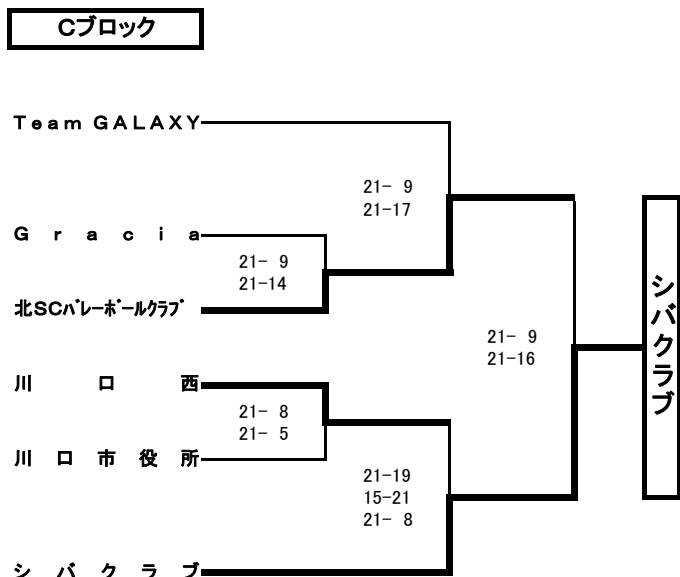 Cブロック
Team GALAXY
21- 9
21-17
Gracia
21- 9
21-14
北SCバレーボールクラブ
シバクラブ
21- 9
21-16
川口西
21- 8
21- 5
川口市役所
21-19
15-21
21- 8
シバクラブ